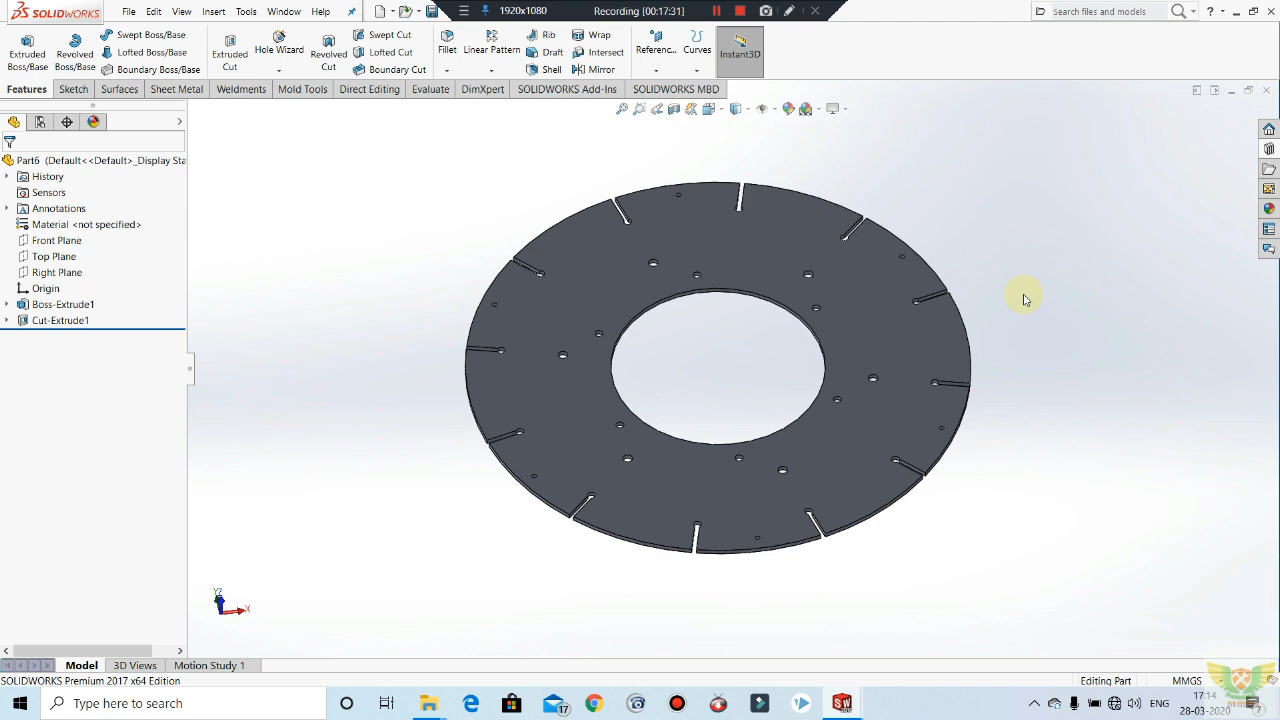 SOLIDWORKS
File Edit View Insert Tools Window Help
1920x1080
Recording [00:17:31]
search files and models
Extruded Boss/Base
Revolved Boss/Base
Swept Boss/Base
Lofted Boss/Base
Boundary Boss/Base
Extruded Cut
Hole Wizard
Revolved Cut
Swept Cut
Lofted Cut
Boundary Cut
Fillet
Linear Pattern
Rib
Draft
Shell
Wrap
Intersect
Mirror
Referenc...
Curves
Instant3D
Features Sketch Surfaces Sheet Metal Weldments Mold Tools Direct Editing Evaluate DimXpert SOLIDWORKS Add-Ins SOLIDWORKS MBD
Part6 (Default<<Default>_Display Sta
History
Sensors
Annotations
Material <not specified>
Front Plane
Top Plane
Right Plane
Origin
Boss-Extrude1
Cut-Extrude1
X
Model 3D Views Motion Study 1
SOLIDWORKS Premium 2017 x64 Edition
Editing Part
MMGS
Type here to search
17
ENG
17:14
28-03-2020
7